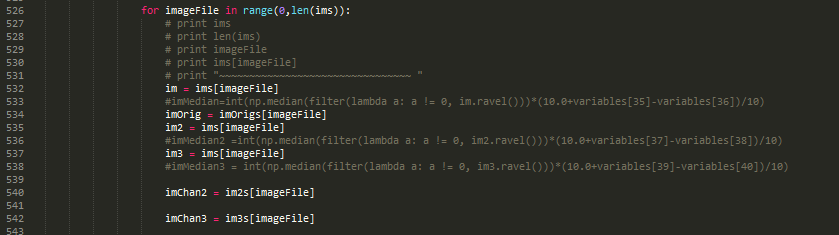 526 for imageFile in range(0,len(ims)):
527 # print ims
528 # print len(ims)
529 # print imageFile
530 # print ims[imageFile]
531 # print "~~~~~~~~~~~~~~~~~~~~~~~~~~~~~~~~ "
532 im = ims[imageFile]
533 #imMedian=int(np.median(filter(lambda a: a != 0, im.ravel()))*(10.0+variables[35]-variables[36])/10)
534 imOrig = imOrigs[imageFile]
535 im2 = ims[imageFile]
536 #imMedian2 =int(np.median(filter(lambda a: a != 0, im2.ravel()))*(10.0+variables[37]-variables[38])/10)
537 im3 = ims[imageFile]
538 #imMedian3 = int(np.median(filter(lambda a: a != 0, im3.ravel()))*(10.0+variables[39]-variables[40])/10)
539
540 imChan2 = im2s[imageFile]
541
542 imChan3 = im3s[imageFile]
543